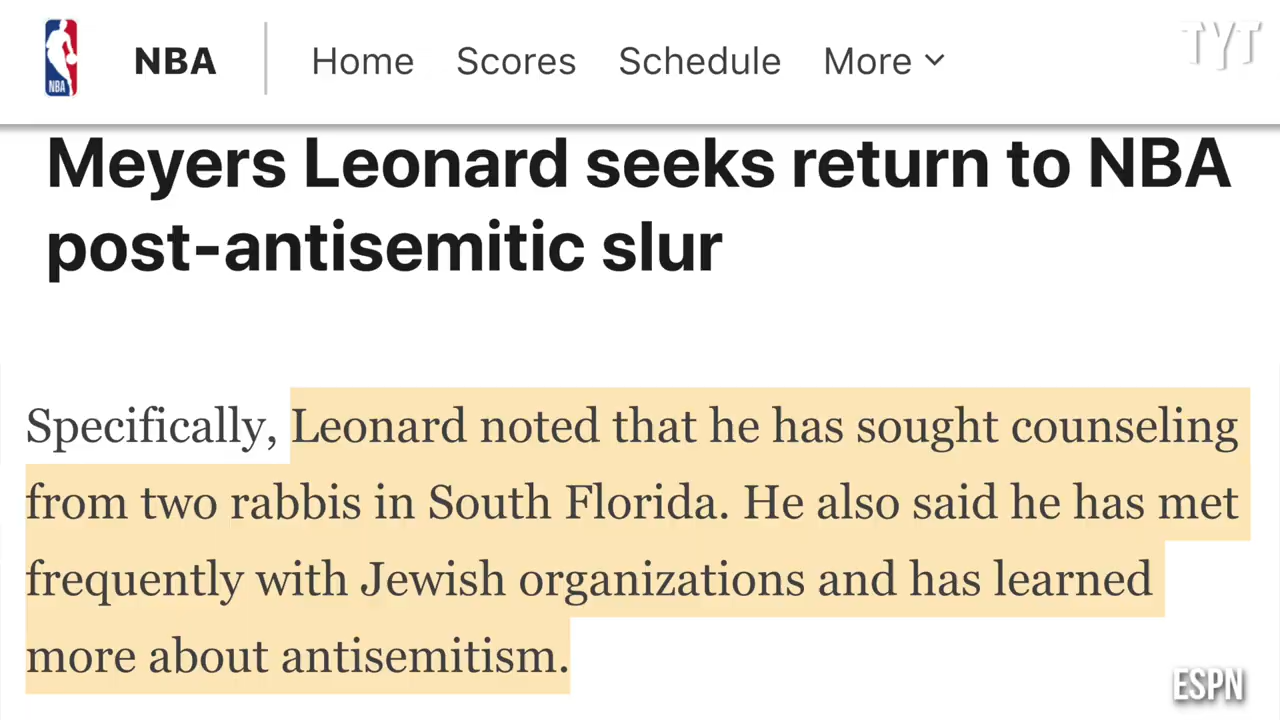 NBA NBA Home Scores Schedule More TYT
Meyers Leonard seeks return to NBA
post-antisemitic slur
Specifically, Leonard noted that he has sought counseling
from two rabbis in South Florida. He also said he has met
frequently with Jewish organizations and has learned
more about antisemitism.
ESPN